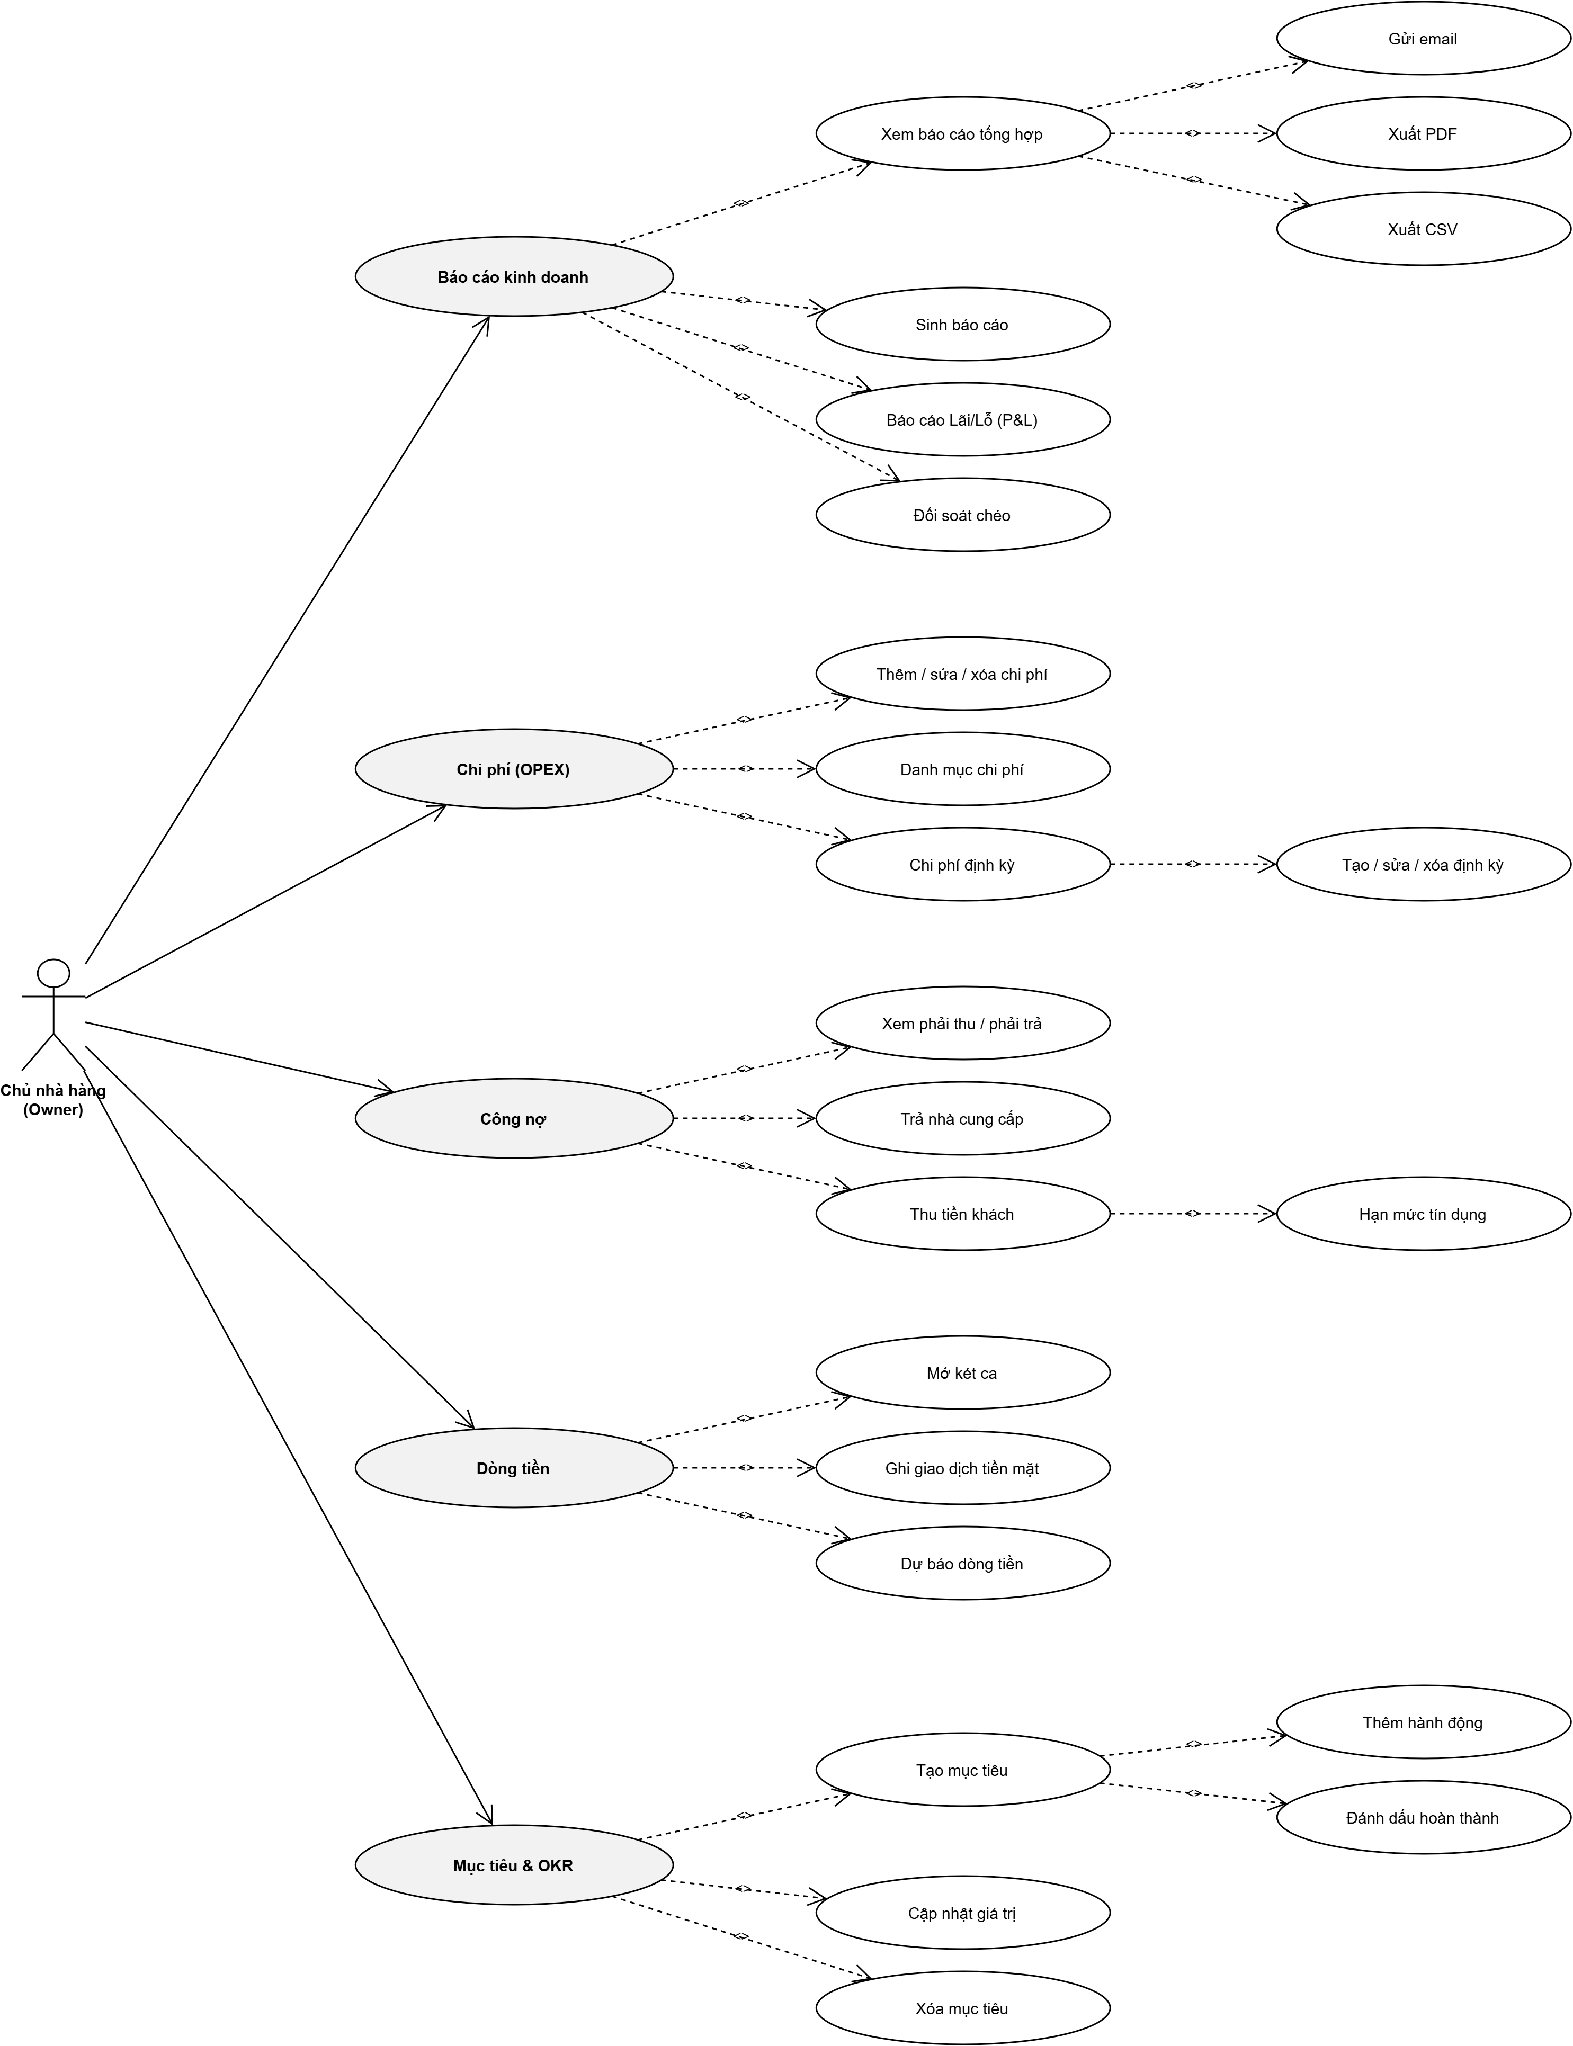 Gửi email
Xem báo cáo tổng hợp
Xuất PDF
Xuất CSV
Báo cáo kinh doanh
Sinh báo cáo
Báo cáo Lãi/Lỗ (P&L)
Đối soát chéo
Thêm / sửa / xóa chi phí
Chi phí (OPEX)
Danh mục chi phí
Chi phí định kỳ
Tạo / sửa / xóa định kỳ
Chủ nhà hàng
(Owner)
Xem phải thu / phải trả
Công nợ
Trả nhà cung cấp
Thu tiền khách
Hạn mức tín dụng
Mở két ca
Dòng tiền
Ghi giao dịch tiền mặt
Dự báo dòng tiền
Thêm hành động
Tạo mục tiêu
Đánh dấu hoàn thành
Mục tiêu & OKR
Cập nhật giá trị
Xóa mục tiêu